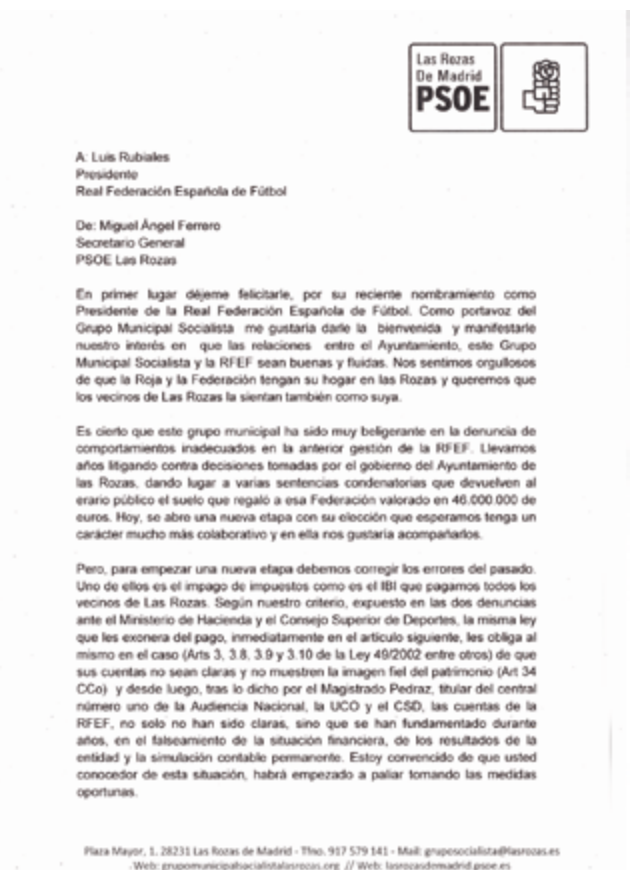 Las Rozas
De Madrid
PSOE
A: Luis Rubiales
Presidente
Real Federación Española de Fútbol
De: Miguel Ángel Ferrero
Secretario General
PSOE Las Rozas
En primer lugar déjeme felicitarle, por su reciente nombramiento como
Presidente de la Real Federación Española de Fútbol. Como portavoz del
Grupo Municipal Socialista me gustaría darle la bienvenida y manifestarle
nuestro interés en que las relaciones entre el Ayuntamiento, este Grupo
Municipal Socialista y la RFEF sean buenas y fluidas. Nos sentimos orgullosos
de que la Roja y la Federación tengan su hogar en las Rozas y queremos que
los vecinos de Las Rozas la sientan también como suya.
Es cierto que este grupo municipal ha sido muy beligerante en la denuncia de
comportamientos inadecuados en la anterior gestión de la RFEF. Llevamos
años litigando contra decisiones tomadas por el gobierno del Ayuntamiento de
las Rozas, dando lugar a varias sentencias condenatorias que devuelven al
erario público el suelo que regaló a esa Federación valorado en 46.000.000 de
euros. Hoy, se abre una nueva etapa con su elección que esperamos tenga un
carácter mucho más colaborativo y en ella nos gustaría acompañarlos.
Pero, para empezar una nueva etapa debemos corregir los errores del pasado.
Uno de ellos es el impago de impuestos como es el IBI que pagamos todos los
vecinos de Las Rozas. Según nuestro criterio, expuesto en las dos denuncias
ante el Ministerio de Hacienda y el Consejo Superior de Deportes, la misma ley
que les exonera del pago, inmediatamente en el artículo siguiente, les obliga al
mismo en el caso (Arts 3, 3.8, 3.9 y 3.10 de la Ley 49/2002 entre otros) de que
sus cuentas no sean claras y no muestren la imagen fiel del patrimonio (Art 34
CCo) y desde luego, tras lo dicho por el Magistrado Pedraz, titular del central
número uno de la Audiencia Nacional, la UCO y el CSD, las cuentas de la
RFEF, no solo no han sido claras, sino que se han fundamentado durante
años, en el falseamiento de la situación financiera, de los resultados de la
entidad y la simulación contable permanente. Estoy convencido de que usted
conocedor de esta situación, habrá empezado a paliar tomando las medidas
oportunas.
Plaza Mayor, 1. 28231 Las Rozas de Madrid - Tfno. 917 579 141 - Mail: gruposocialista@lasrozas.es
Web: grupomunicipalsocialistalasrozas.org // Web: lasrozasdemadrid.psoe.es